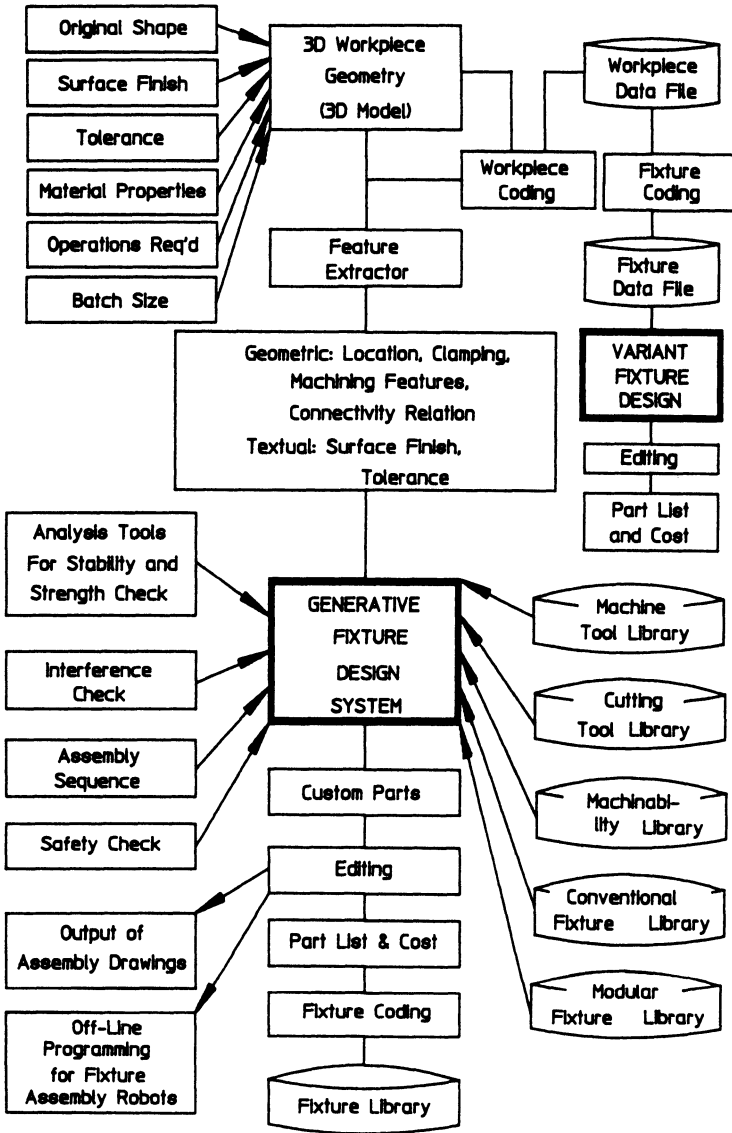 Original Shape
Surface Finish
Tolerance
Material Properties
Operations Req'd
Batch Size
3D Workpiece
Geometry
(3D Model)
Workpiece
Data File
Workpiece
Coding
Fixture
Coding
Feature
Extractor
Fixture
Data File
Geometric: Location, Clamping,
Machining Features,
Connectivity Relation
Textual: Surface Finish,
Tolerance
VARIANT
FIXTURE
DESIGN
Editing
Part List
and Cost
Analysis Tools
For Stability and
Strength Check
Interference
Check
Assembly
Sequence
Safety Check
GENERATIVE
FIXTURE
DESIGN
SYSTEM
Machine
Tool Library
Cutting
Tool Library
Machinabi-
lity Library
Conventional
Fixture Library
Modular
Fixture Library
Custom Parts
Editing
Part List & Cost
Fixture Coding
Fixture Library
Output of
Assembly Drawings
Off-Line
Programming
for Fixture
Assembly Robots